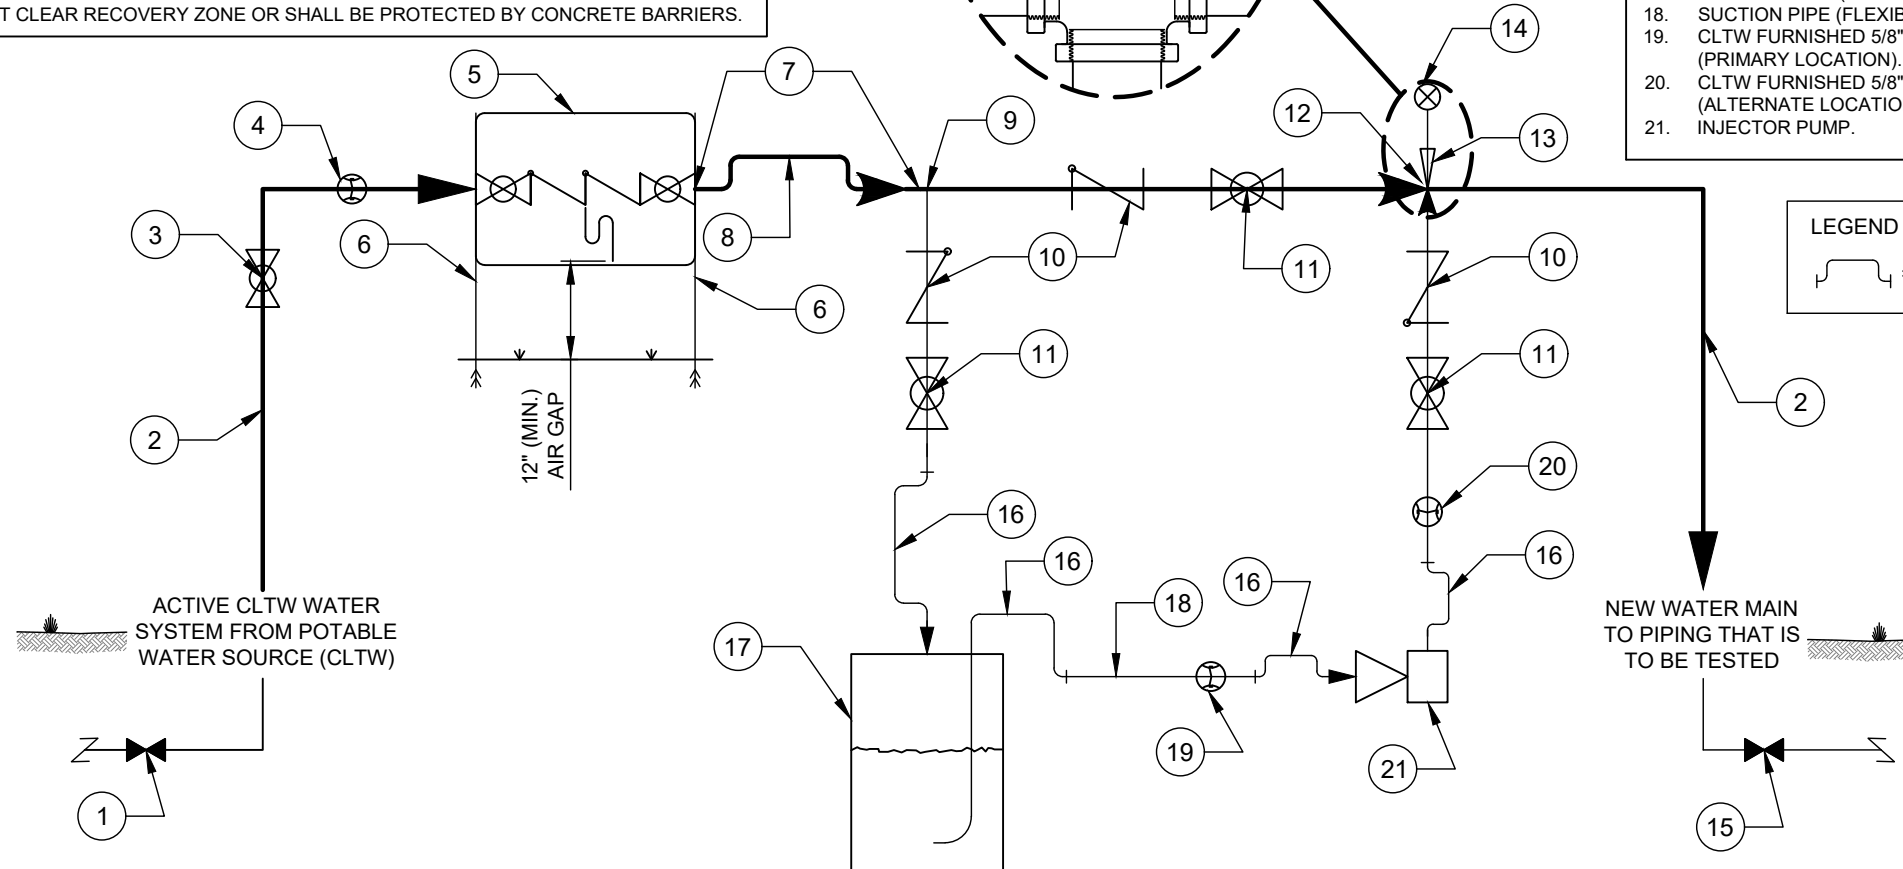 T CLEAR RECOVERY ZONE OR SHALL BE PROTECTED BY CONCRETE BARRIERS.
18. SUCTION PIPE (FLEXIB
19. CLTW FURNISHED 5/8"
(PRIMARY LOCATION).
20. CLTW FURNISHED 5/8"
(ALTERNATE LOCATIO
21. INJECTOR PUMP.
LEGEND
14
5
7
4
9
12
13
3
6
8
10
11
10
6
11
11
2
2
12" (MIN.)
AIR GAP
20
16
16
16
16
18
ACTIVE CLTW WATER
SYSTEM FROM POTABLE
WATER SOURCE (CLTW)
NEW WATER MAIN
TO PIPING THAT IS
TO BE TESTED
17
19
21
1
15